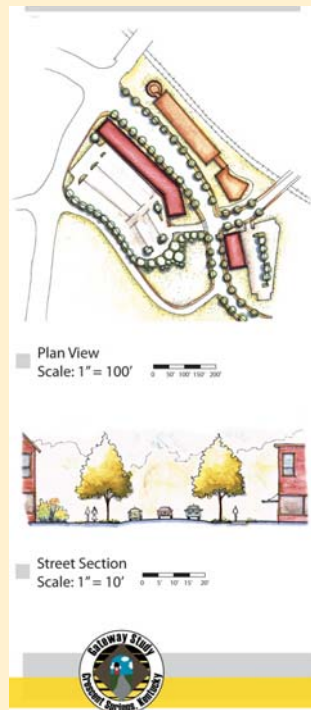 Plan View
Scale: 1" = 100'
0 50' 100' 150' 200'
Street Section
Scale: 1" = 10'
0 5' 10' 15' 20'
Gateway Study
Crescent Springs, Kentucky